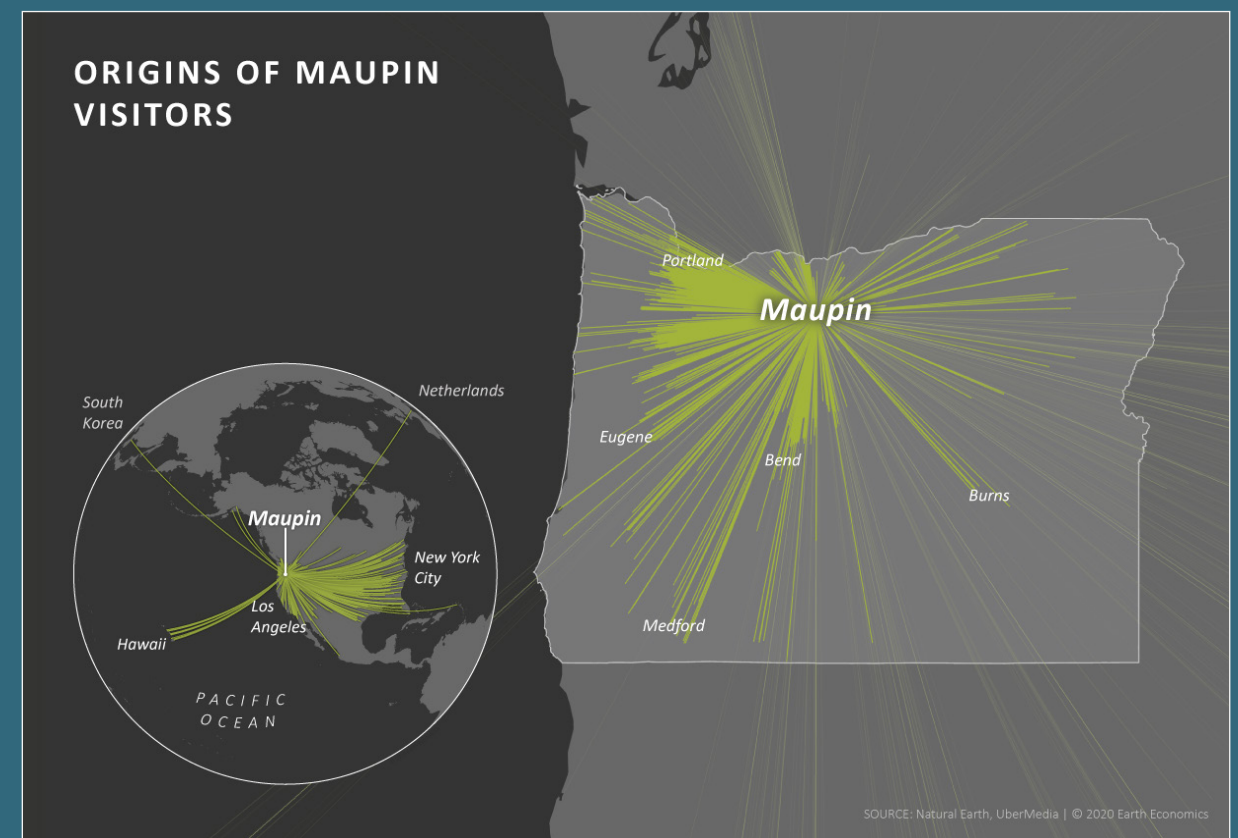 ORIGINS OF MAUPIN
VISITORS
Portland
Maupin
Eugene
Bend
Burns
Medford
South
Korea
Netherlands
Maupin
New York
City
Los
Angeles
Hawaii
PACIFIC
OCEAN
SOURCE: Natural Earth, UberMedia | © 2020 Earth Economics